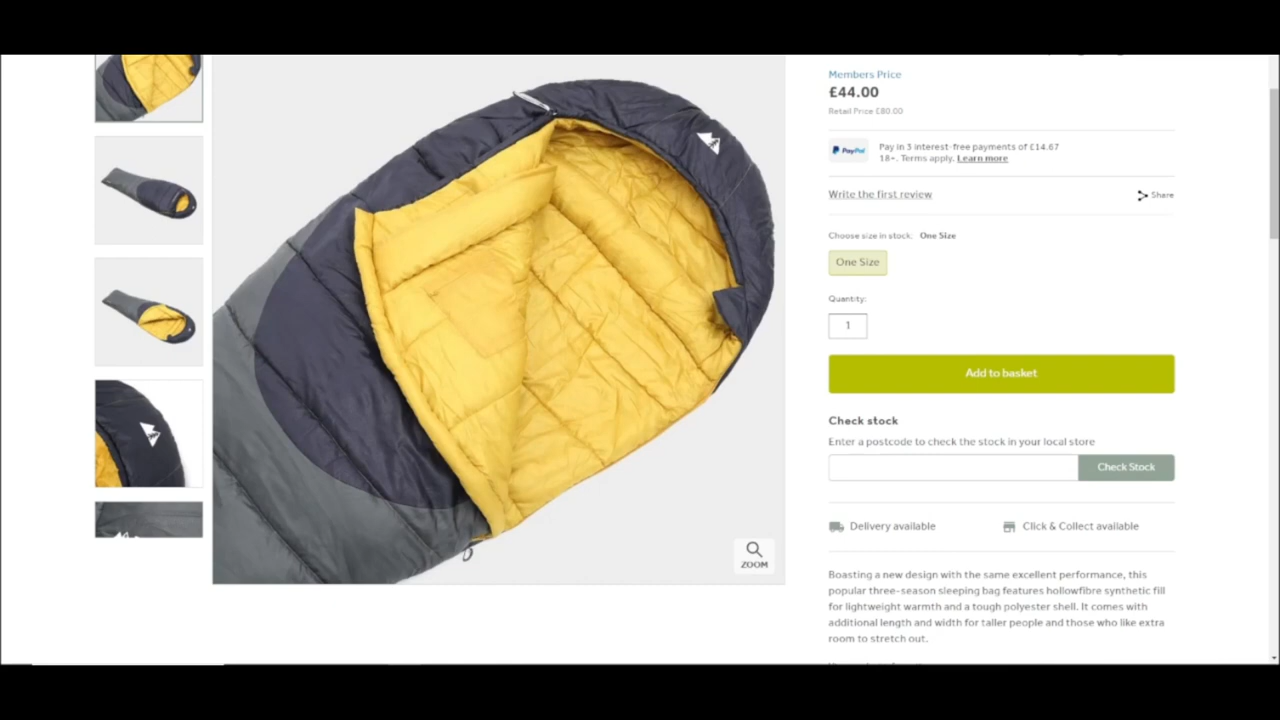 Members Price
£44.00
Retail Price £80.00
PayPal
Pay in 3 interest-free payments of £14.67
18+. Terms apply. Learn more
Write the first review
Share
Choose size in stock: One Size
One Size
Quantity:
1
Add to basket
Check stock
Enter a postcode to check the stock in your local store
Check Stock
Delivery available
Click & Collect available
ZOOM
Boasting a new design with the same excellent performance, this
popular three-season sleeping bag features hollowfibre synthetic fill
for lightweight warmth and a tough polyester shell. It comes with
additional length and width for taller people and those who like extra
room to stretch out.